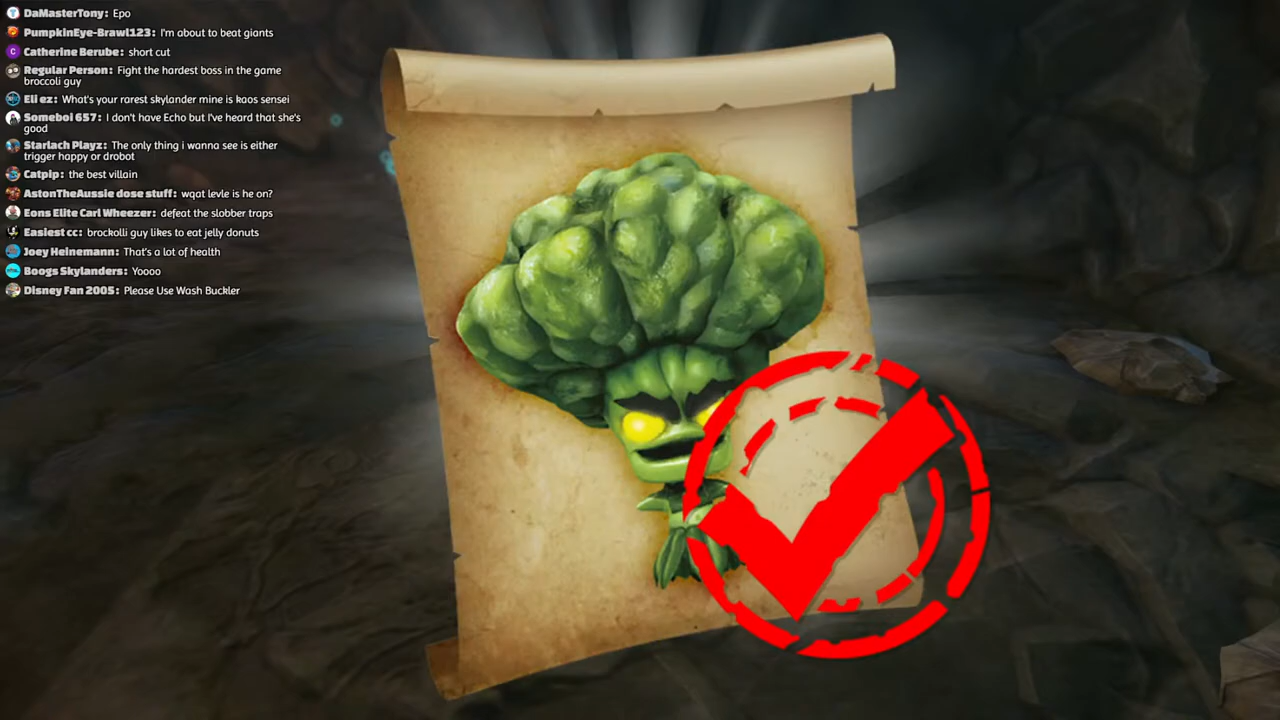 DaMasterTony: Epo
PumpkinEye-Brawl123: I'm about to beat giants
Catherine Berube: short cut
Regular Person: Fight the hardest boss in the game
broccoli guy
Eli ez: What's your rarest skylander mine is kaos sensei
Someboi 657: I don't have Echo but I've heard that she's
good
Starlach Playz: The only thing i wanna see is either
trigger happy or drobot
Catpip: the best villain
AstonTheAussie dose stuff: wqat levle is he on?
Eons Elite Carl Wheezer: defeat the slobber traps
Easiest cc: brockolli guy likes to eat jelly donuts
Joey Heinemann: That's a lot of health
Boogs Skylanders: Yoooo
Disney Fan 2005: Please Use Wash Buckler